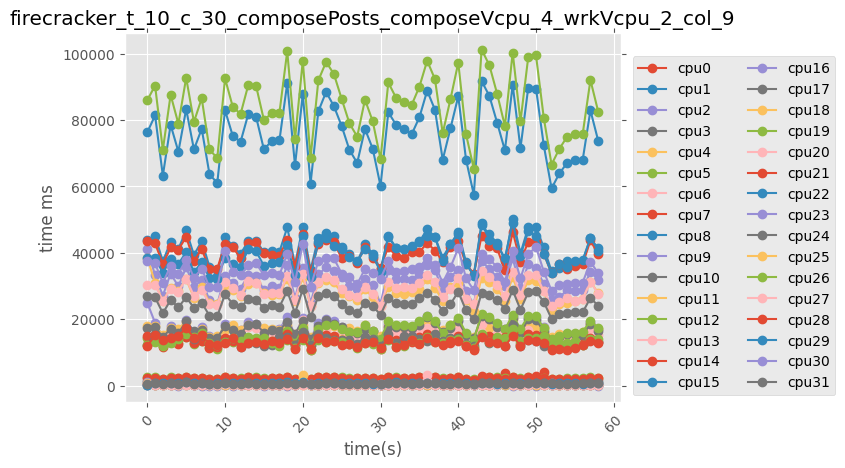 firecracker_t_10_c_30_composePosts_composeVcpu_4_wrkVcpu_2_col_9
100000
80000
60000
40000
20000
0
time ms
0
10
20
30
40
50
60
time(s)
cpu0
cpu1
cpu2
cpu3
cpu4
cpu5
cpu6
cpu7
cpu8
cpu9
cpu10
cpu11
cpu12
cpu13
cpu14
cpu15
cpu16
cpu17
cpu18
cpu19
cpu20
cpu21
cpu22
cpu23
cpu24
cpu25
cpu26
cpu27
cpu28
cpu29
cpu30
cpu31